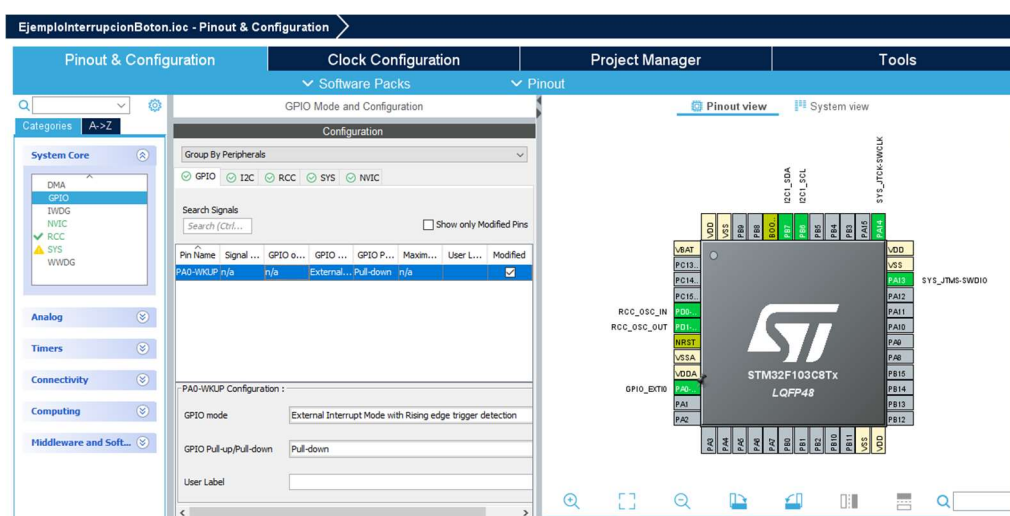 EjemploInterrupcionBoton.ioc - Pinout & Configuration
Pinout & Configuration Clock Configuration Project Manager Tools
Software Packs Pinout
GPIO Mode and Configuration
Pinout view System view
Categories A->Z
Configuration
System Core
DMA
GPIO
IWDG
NVIC
RCC
SYS
WWDG
Analog
Timers
Connectivity
Computing
Middleware and Soft...
Group By Peripherals
GPIO I2C RCC SYS NVIC
Search Signals
Search (Ctrl... Show only Modified Pins
Pin Name Signal ... GPIO o... GPIO ... GPIO P... Maxim... User L... Modified
PA0-WKUP n/a n/a External... Pull-down n/a
PA0-WKUP Configuration :
GPIO mode External Interrupt Mode with Rising edge trigger detection
GPIO Pull-up/Pull-down Pull-down
User Label
I2C1_SDA
I2C1_SCL
SYS_JTCK-SWCLK
VDD
VSS
PB9
PB8
BOO..
PB7
PB6
PB5
PB4
PB3
PA15
PA14
VBAT
PC13..
PC14..
PC15..
RCC_OSC_IN PD0-..
RCC_OSC_OUT PD1-..
NRST
VSSA
VDDA
GPIO_EXTI0 PA0-..
PA1
PA2
VDD
VSS
PA13 SYS_JTMS-SWDIO
PA12
PA11
PA10
PA9
PA8
PB15
PB14
PB13
PB12
ST
STM32F103C8Tx
LQFP48
PA3
PA4
PA5
PA6
PA7
PB0
PB1
PB2
PB10
PB11
VSS
VDD